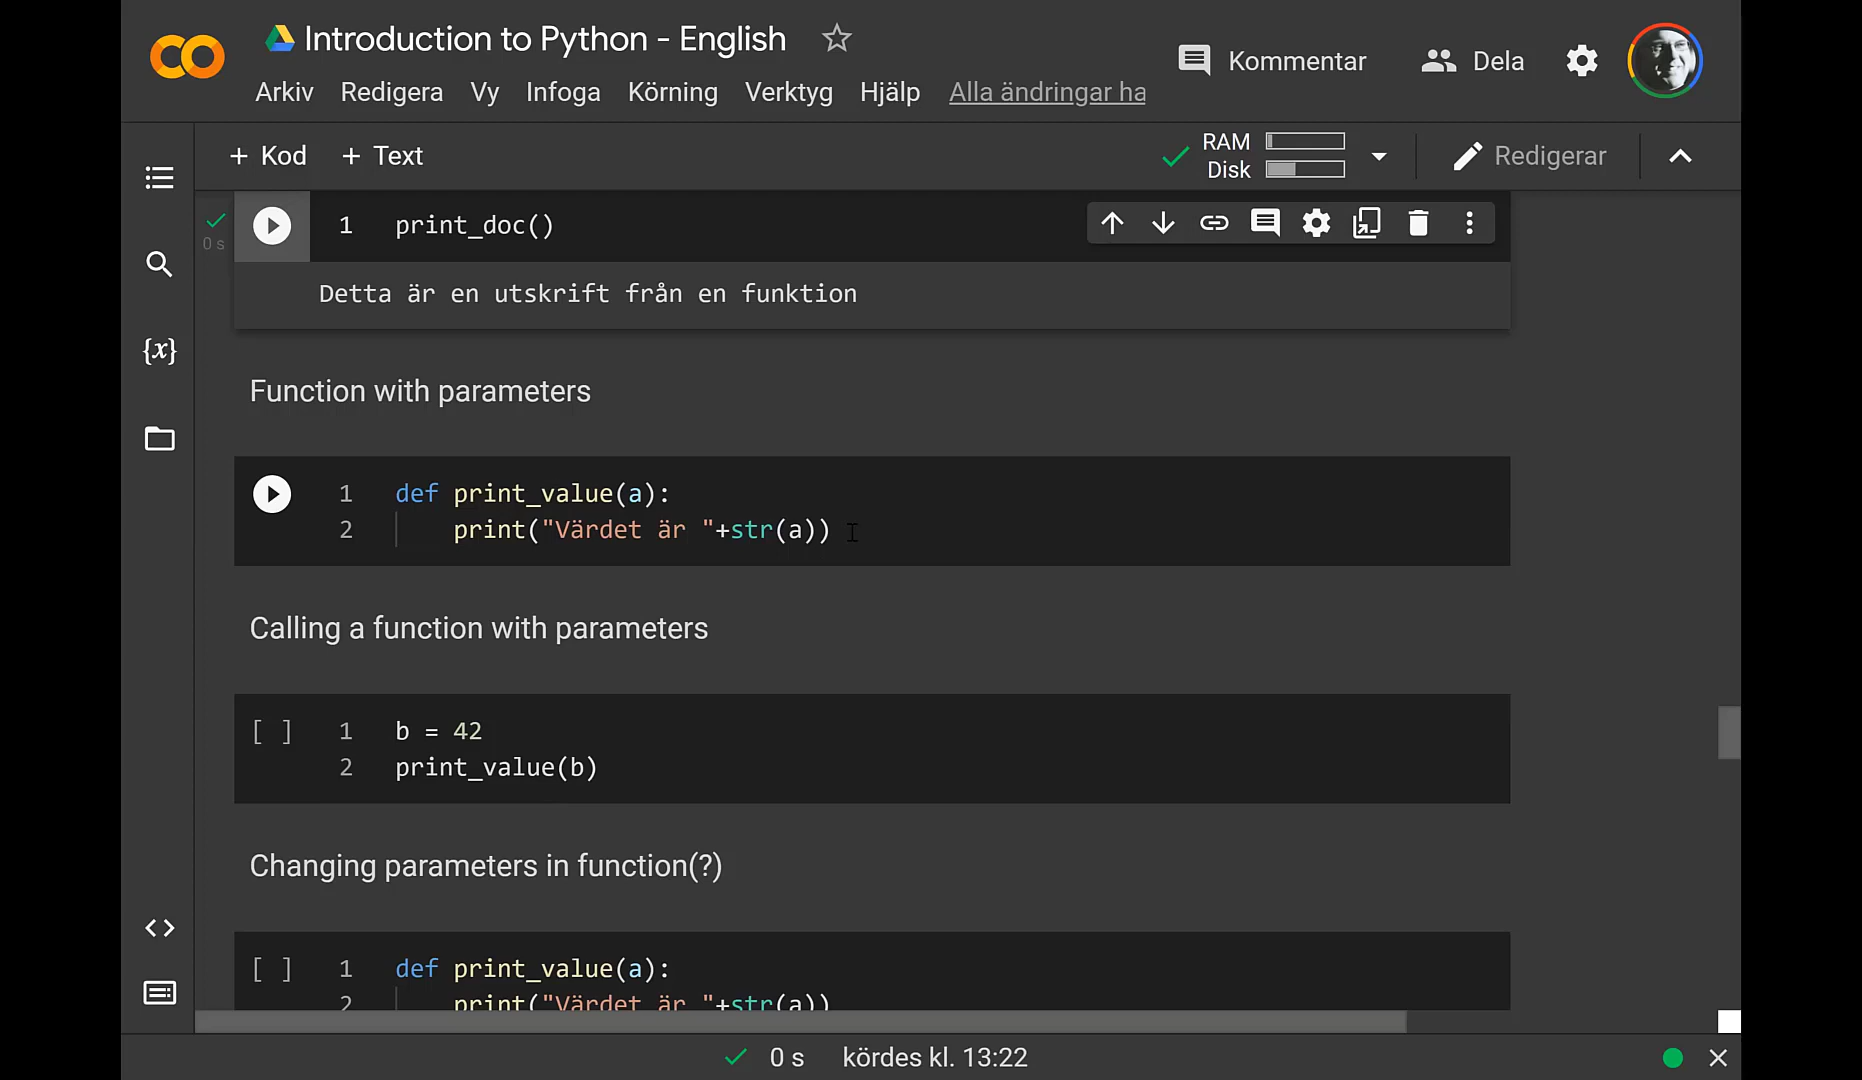 Introduction to Python - English
Kommentar
Dela
Arkiv Redigera Vy Infoga Körning Verktyg Hjälp Alla ändringar ha
+ Kod + Text
RAM
Disk
Redigerar
0 s
1 print_doc()
Detta är en utskrift från en funktion
Function with parameters
1 def print_value(a):
2 print("Värdet är "+str(a))
Calling a function with parameters
[ ] 1 b = 42
2 print_value(b)
Changing parameters in function(?)
[ ] 1 def print_value(a):
2 print("Värdet är "+str(a))
0 s kördes kl. 13:22